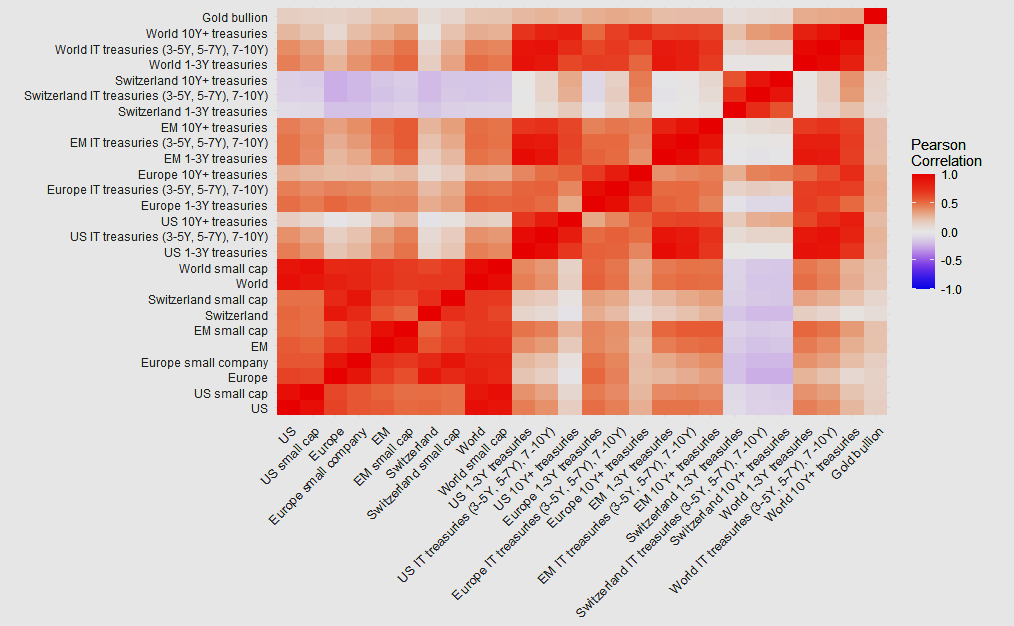 Gold bullion
World 10Y+ treasuries
World IT treasuries (3-5Y, 5-7Y), 7-10Y)
World 1-3Y treasuries
Switzerland 10Y+ treasuries
Switzerland IT treasuries (3-5Y, 5-7Y), 7-10Y)
Switzerland 1-3Y treasuries
EM 10Y+ treasuries
EM IT treasuries (3-5Y, 5-7Y), 7-10Y)
EM 1-3Y treasuries
Europe 10Y+ treasuries
Europe IT treasuries (3-5Y, 5-7Y), 7-10Y)
Europe 1-3Y treasuries
US 10Y+ treasuries
US IT treasuries (3-5Y, 5-7Y), 7-10Y)
US 1-3Y treasuries
World small cap
World
Switzerland small cap
Switzerland
EM small cap
EM
Europe small company
Europe
US small cap
US
US
US small cap
Europe
Europe small company
EM
EM small cap
Switzerland
Switzerland small cap
World
World small cap
US 1-3Y treasuries
US IT treasuries (3-5Y, 5-7Y), 7-10Y)
US 10Y+ treasuries
Europe 1-3Y treasuries
Europe IT treasuries (3-5Y, 5-7Y), 7-10Y)
Europe 10Y+ treasuries
EM 1-3Y treasuries
EM IT treasuries (3-5Y, 5-7Y), 7-10Y)
EM 10Y+ treasuries
Switzerland 1-3Y treasuries
Switzerland IT treasuries (3-5Y, 5-7Y), 7-10Y)
Switzerland 10Y+ treasuries
World 1-3Y treasuries
World IT treasuries (3-5Y, 5-7Y), 7-10Y)
World 10Y+ treasuries
Gold bullion
Pearson
Correlation
1.0
0.5
0.0
-0.5
-1.0